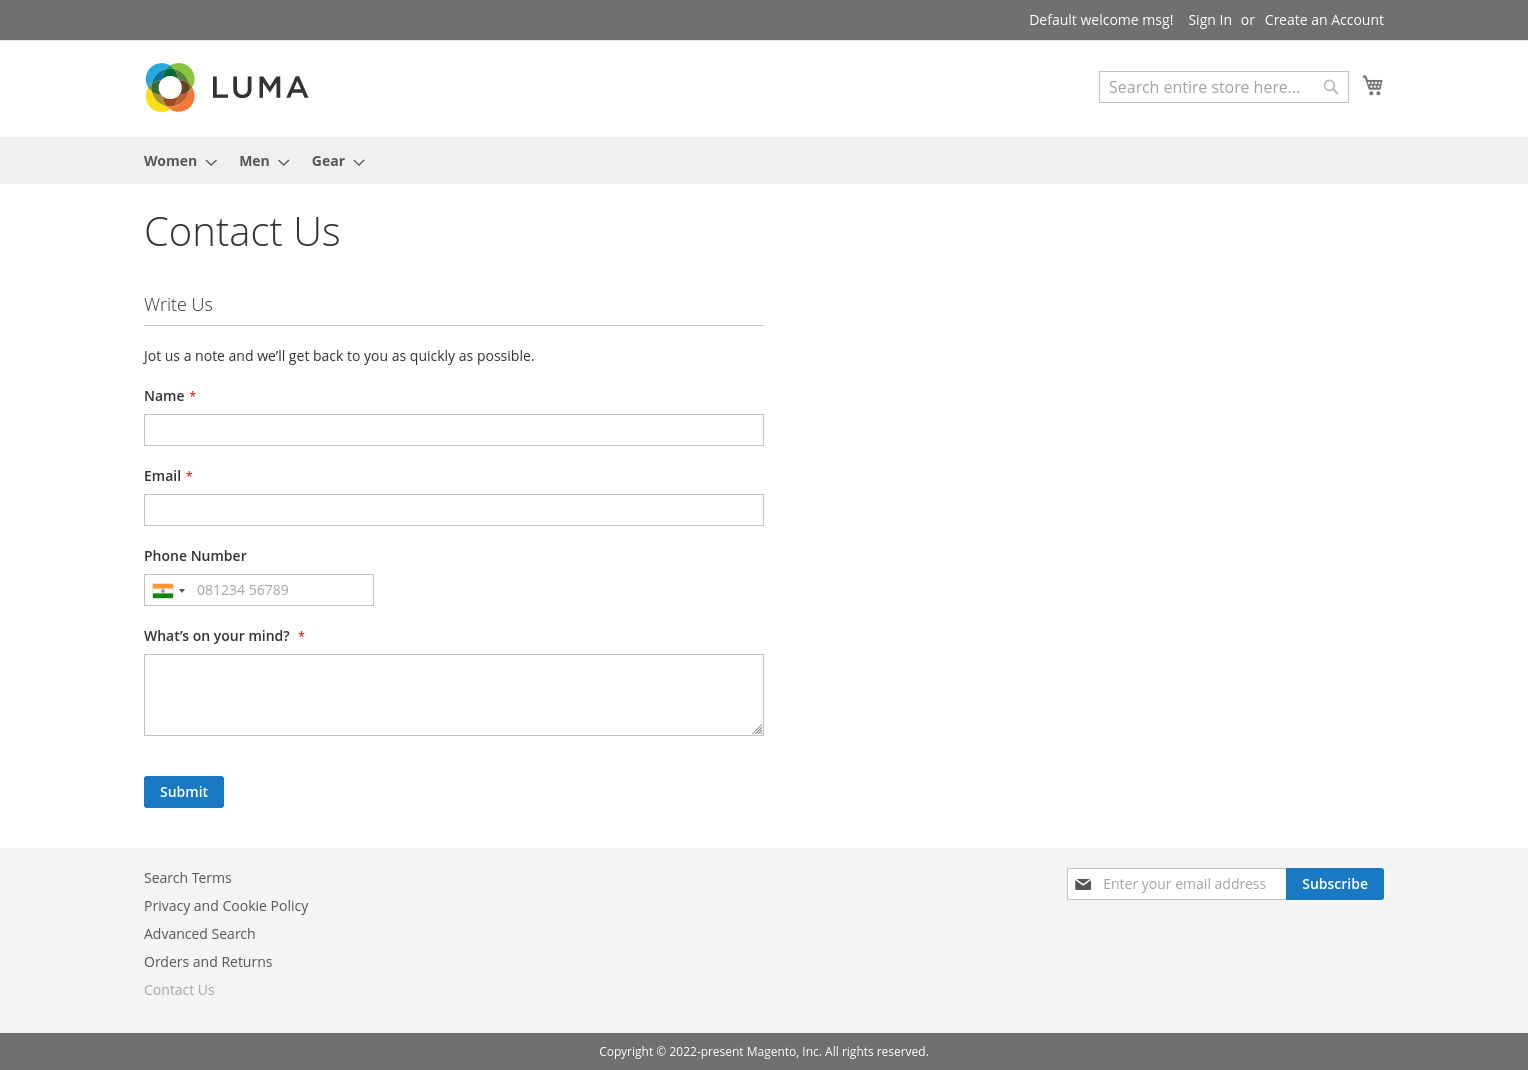 Default welcome msg! Sign In or Create an Account
LUMA
Search entire store here...
Women Men Gear
Contact Us
Write Us
Jot us a note and we’ll get back to you as quickly as possible.
Name *
Email *
Phone Number
081234 56789
What’s on your mind? *
Submit
Search Terms
Privacy and Cookie Policy
Advanced Search
Orders and Returns
Contact Us
Enter your email address Subscribe
Copyright © 2022-present Magento, Inc. All rights reserved.